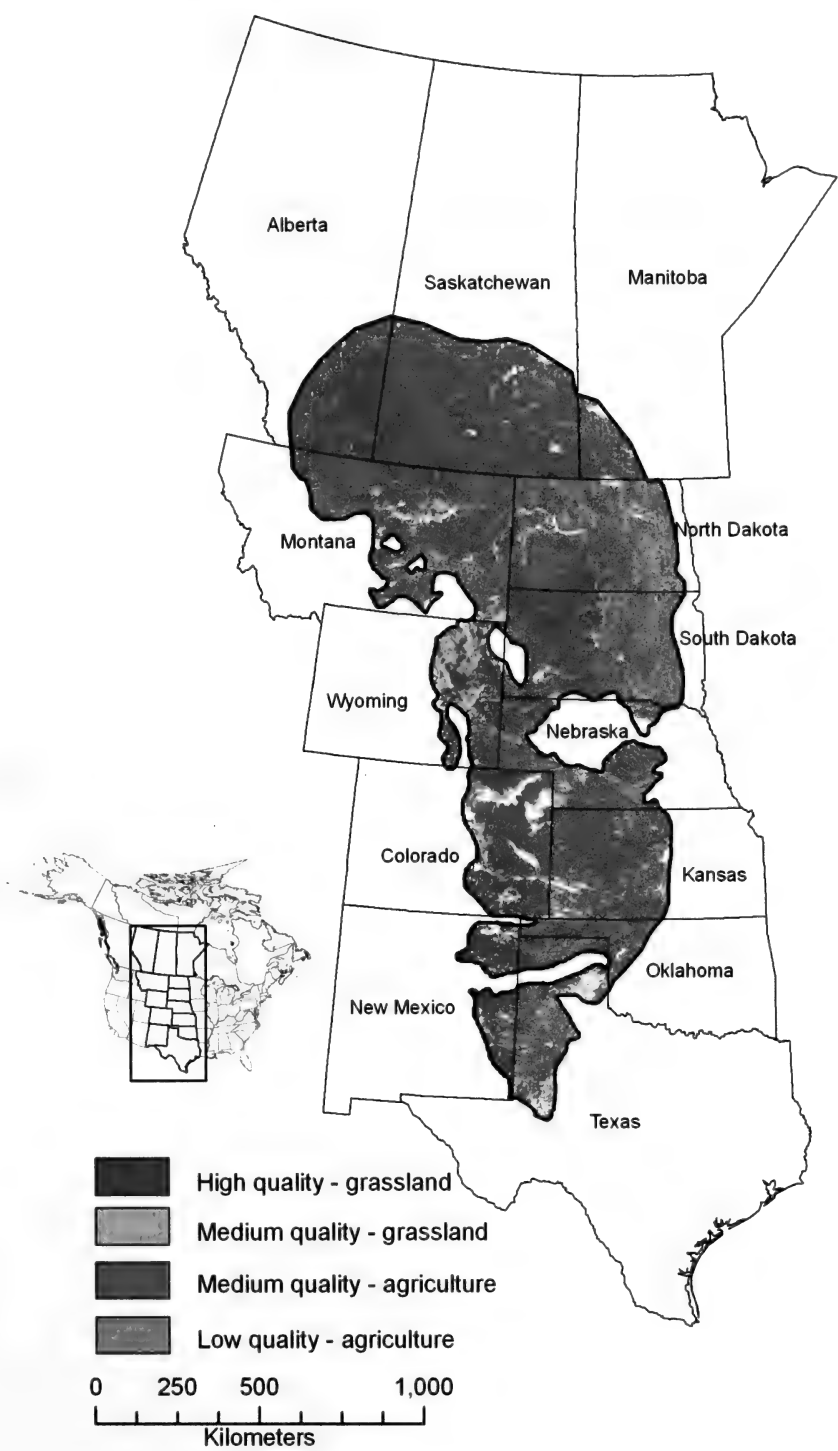 Alberta
Saskatchewan
Manitoba
Montana
North Dakota
South Dakota
Wyoming
Nebraska
Colorado
Kansas
New Mexico
Oklahoma
Texas
High quality - grassland
Medium quality - grassland
Medium quality - agriculture
Low quality - agriculture
0 250 500 1,000
Kilometers